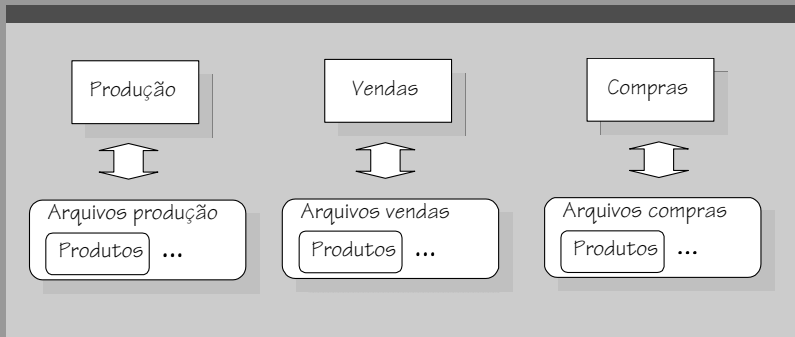 Produção
Vendas
Compras
Arquivos produção
Produtos ...
Arquivos vendas
Produtos ...
Arquivos compras
Produtos ...